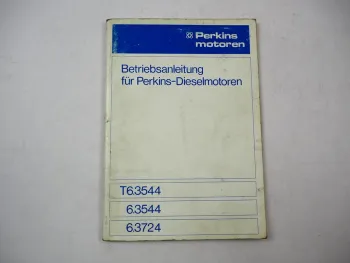 Perkins
motoren
Betriebsanleitung
für Perkins-Dieselmotoren
T6.3544
6.3544
6.3724